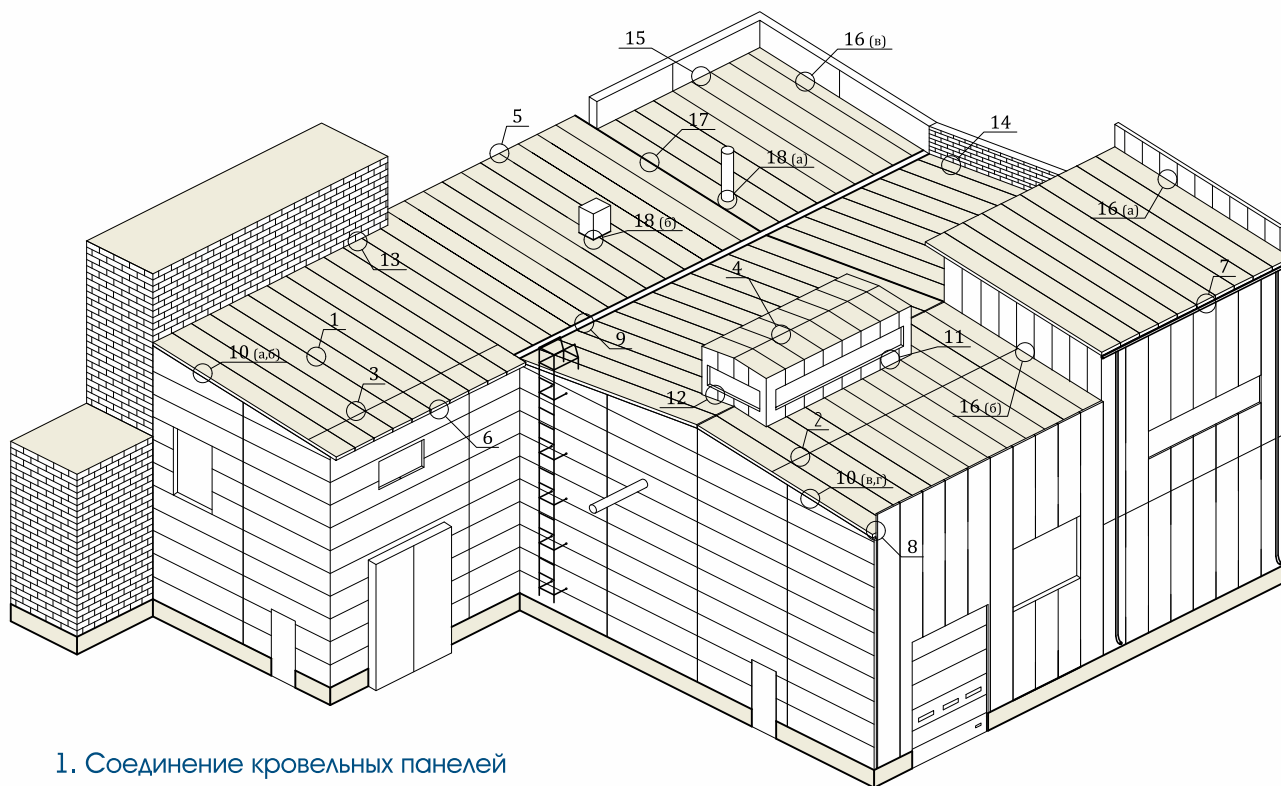 15
16 (в)
5
17
14
18 (а)
16 (а)
18 (б)
13
4
7
1
9
11
10 (а,б)
3
12
16 (б)
6
2
10 (в,г)
8
1. Соединение кровельных панелей